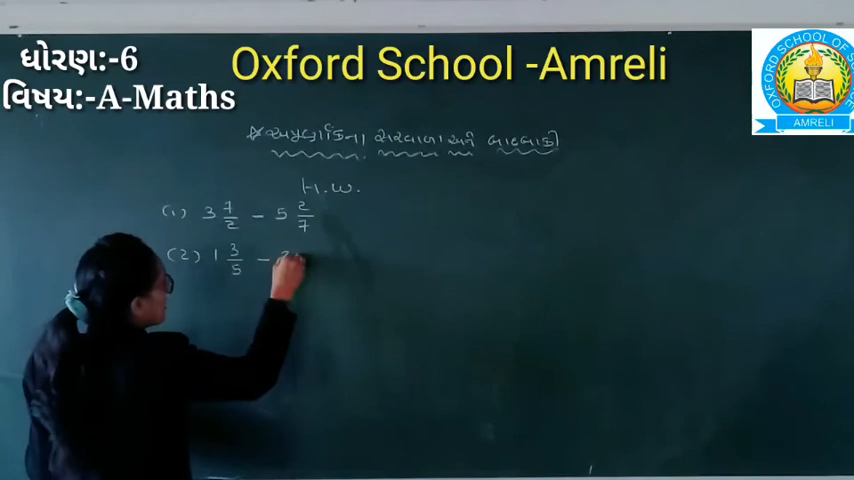 ધોરણ:-6
વિષય:-A-Maths
Oxford School -Amreli
OXFORD SCHOOL OF
AMRELI
* અપૂર્ણાંકના સરવાળા અને બાદબાકી
H.W.
(1) 3 7/2 - 5 2/7
(2) 1 3/5 -